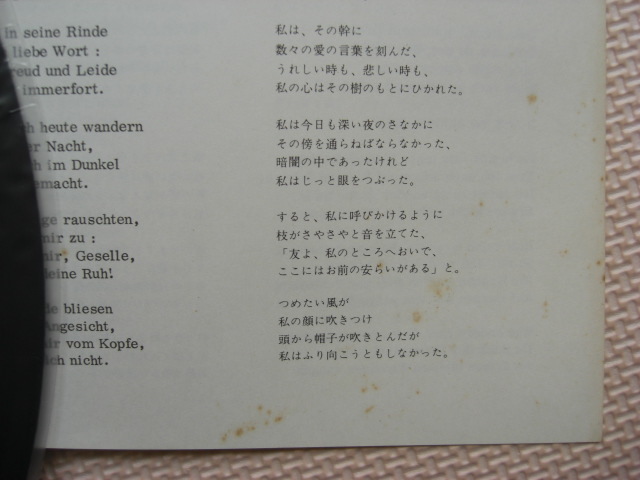 in seine Rinde
liebe Wort :
und Leide
immerfort.
heute wandern
Nacht,
im Dunkel
rauschten,
zu :
Geselle,
Ruh!
bliesen
Angesicht,
vom Kopfe,
nicht.
私は、その幹に
数々の愛の言葉を刻んだ、
うれしい時も、悲しい時も、
私の心はその樹のもとにひかれた。
私は今日も深い夜のさなかに
その傍を通らねばならなかった、
暗闇の中であったけれど
私はじっと眼をつぶった。
すると、私に呼びかけるように
枝がさやさやと音を立てた、
「友よ、私のところへおいで、
ここにはお前の安らいがある」と。
つめたい風が
私の顔に吹きつけ
頭から帽子が吹きとんだが
私はふり向こうともしなかった。